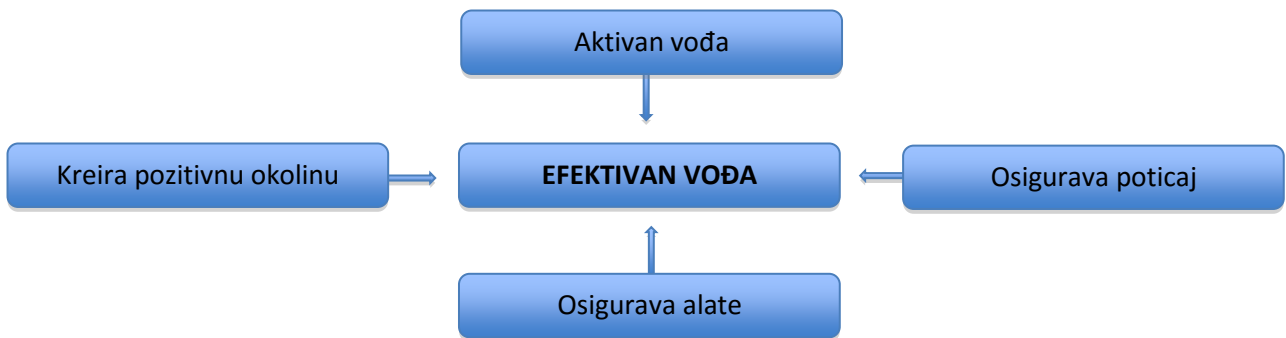 Aktivan vođa
Kreira pozitivnu okolinu
EFEKTIVAN VOĐA
Osigurava poticaj
Osigurava alate